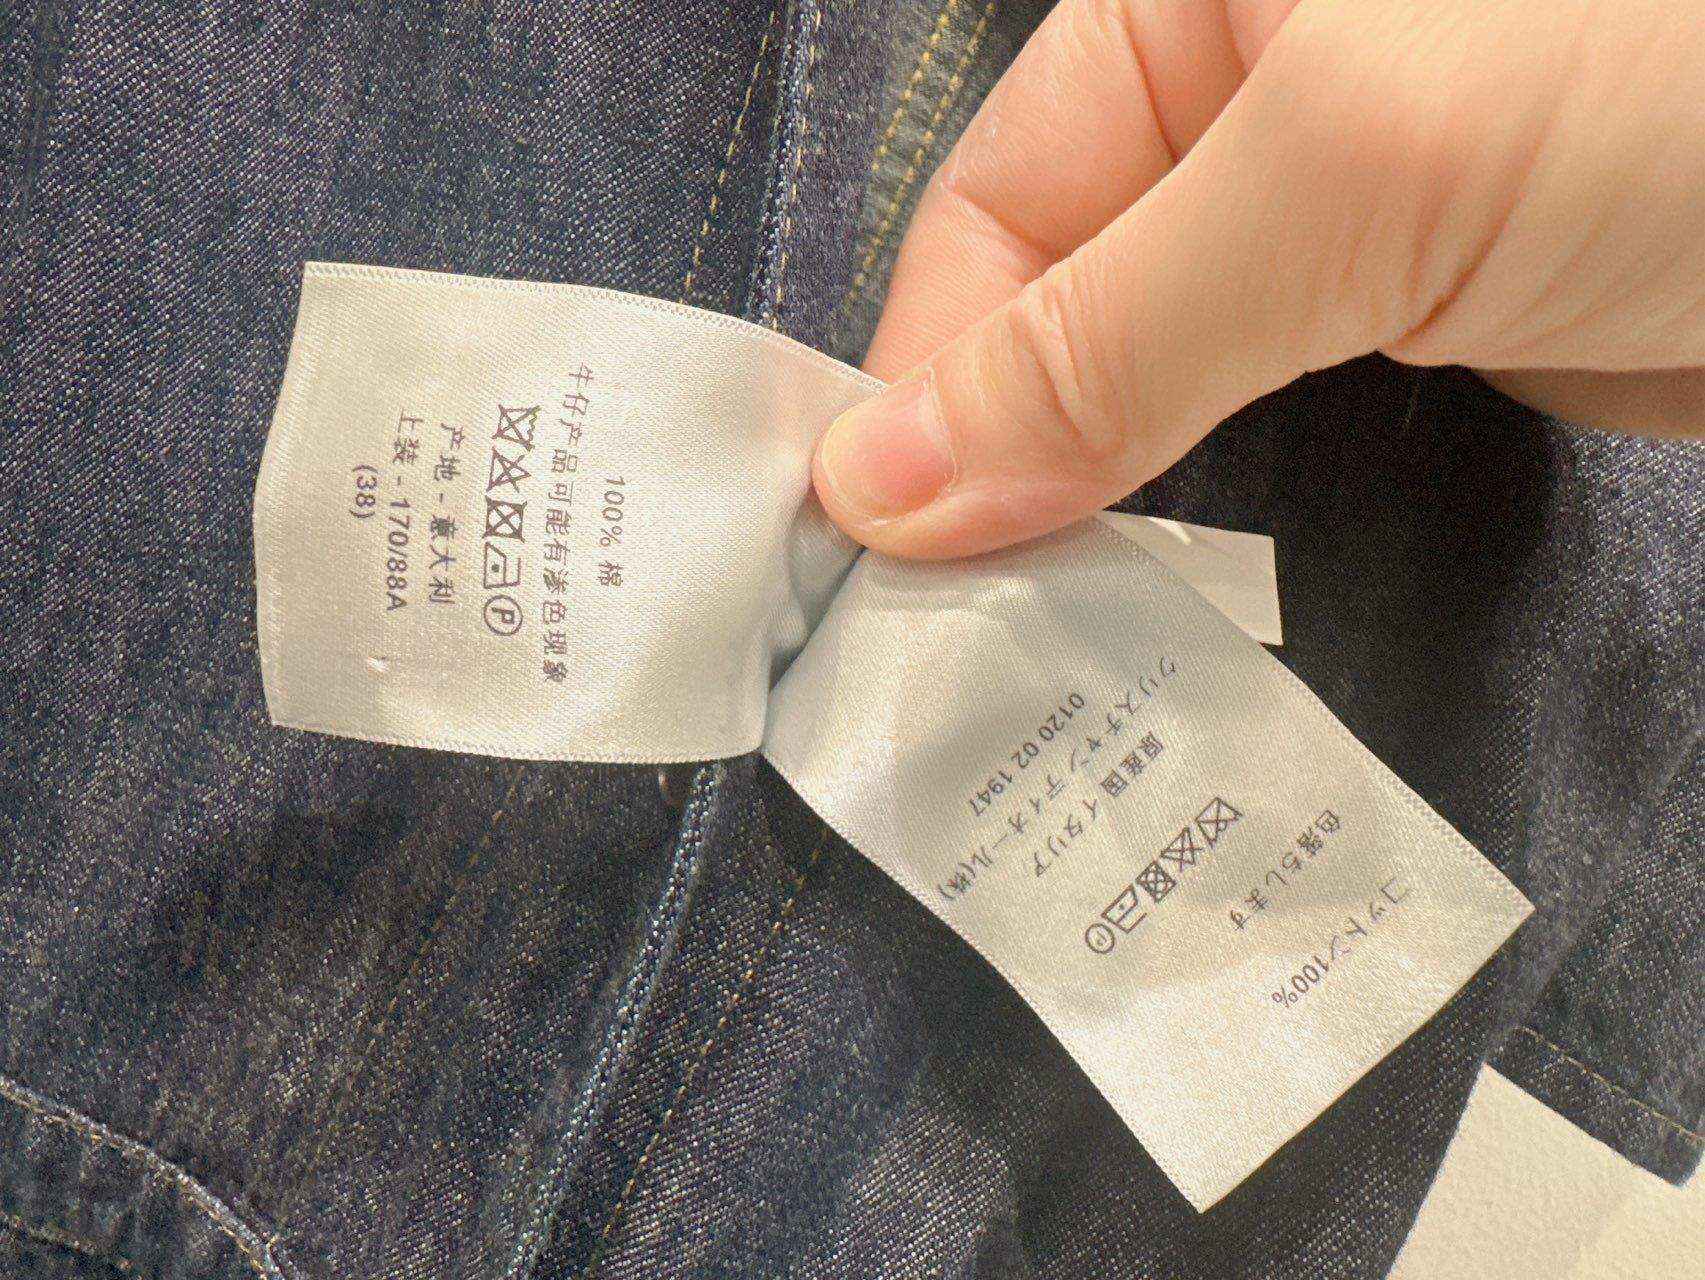 100% 棉
牛仔产品可能有渗色现象
P
产地 - 意大利
上装 - 170/88A
(38)
コットン100%
色落ちします
P
原産国 イタリア
クリスチャン ディオール(株)
0120 02 1947